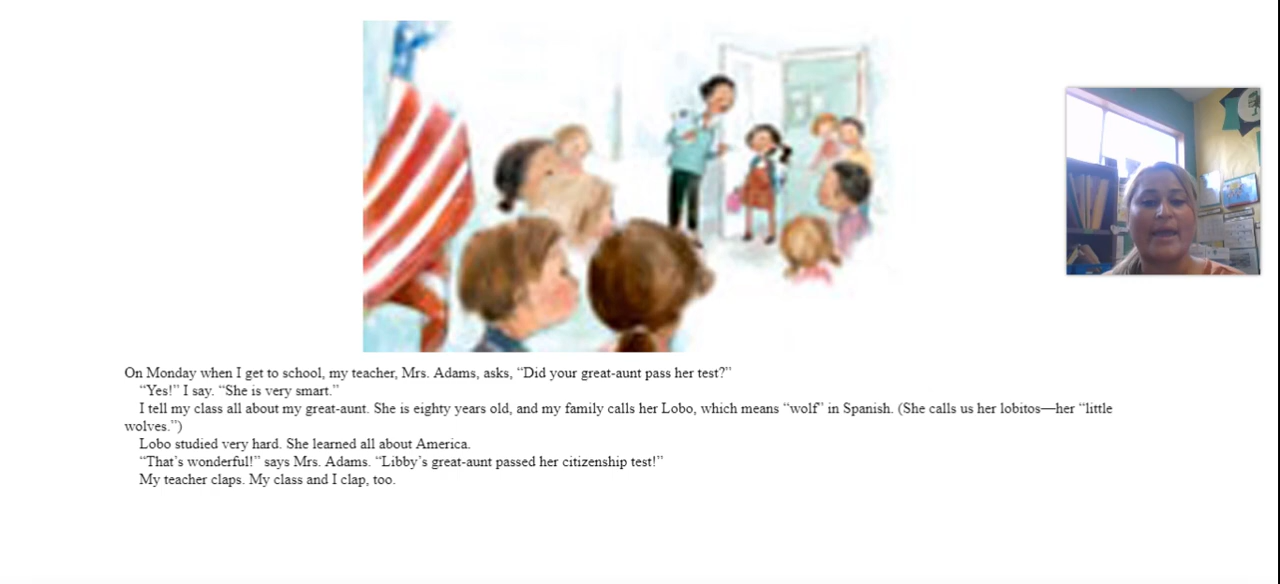 On Monday when I get to school, my teacher, Mrs. Adams, asks, “Did your great-aunt pass her test?”
“Yes!” I say. “She is very smart.”
I tell my class all about my great-aunt. She is eighty years old, and my family calls her Lobo, which means “wolf” in Spanish. (She calls us her lobitos—her “little
wolves.”)
Lobo studied very hard. She learned all about America.
“That’s wonderful!” says Mrs. Adams. “Libby’s great-aunt passed her citizenship test!”
My teacher claps. My class and I clap, too.